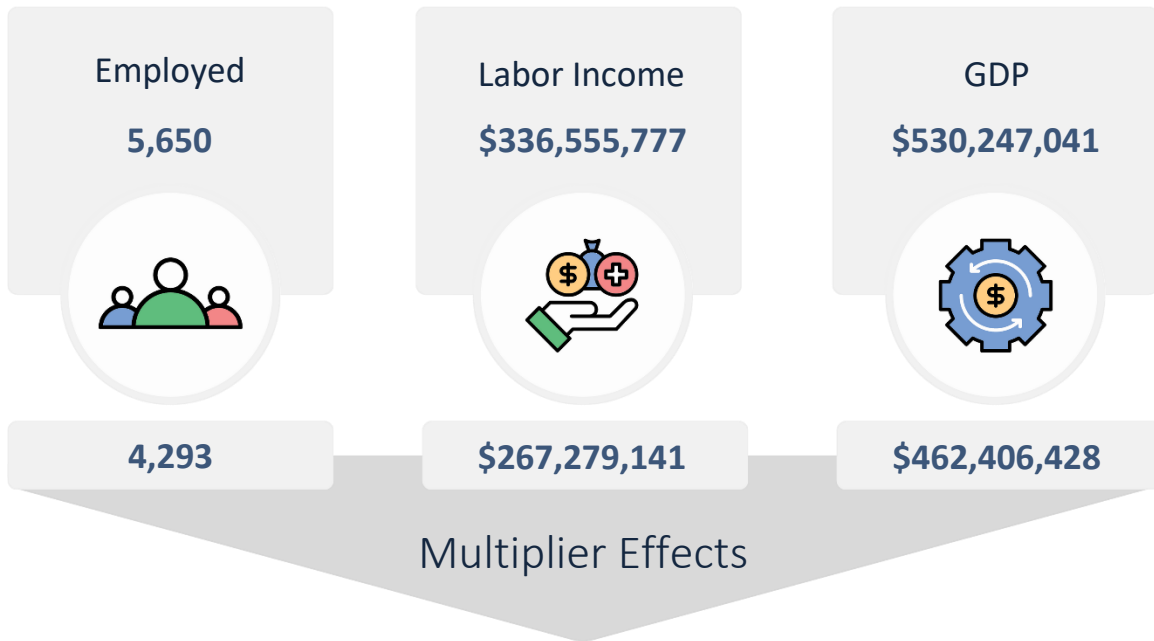 Employed
5,650
Labor Income
$336,555,777
GDP
$530,247,041
$
$
4,293
$267,279,141
$462,406,428
Multiplier Effects